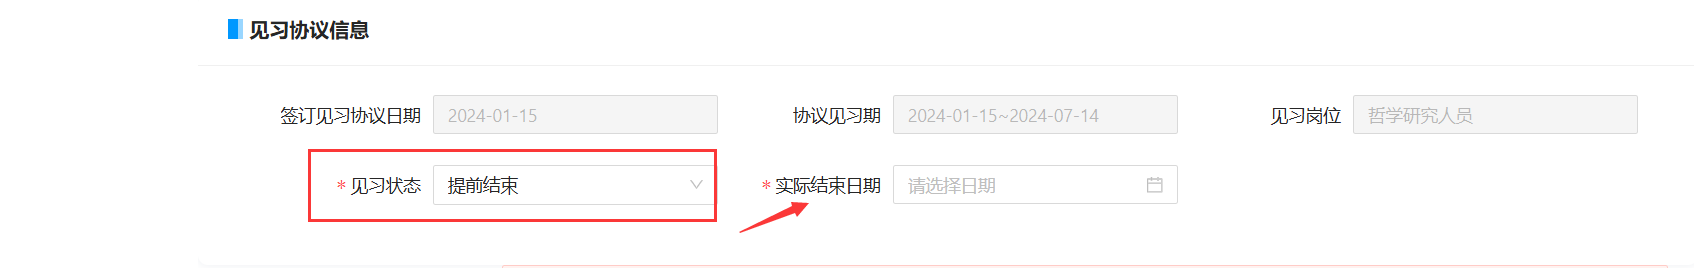 见习协议信息
签订见习协议日期 2024-01-15 协议见习期 2024-01-15~2024-07-14 见习岗位 哲学研究人员
* 见习状态 提前结束 * 实际结束日期 请选择日期